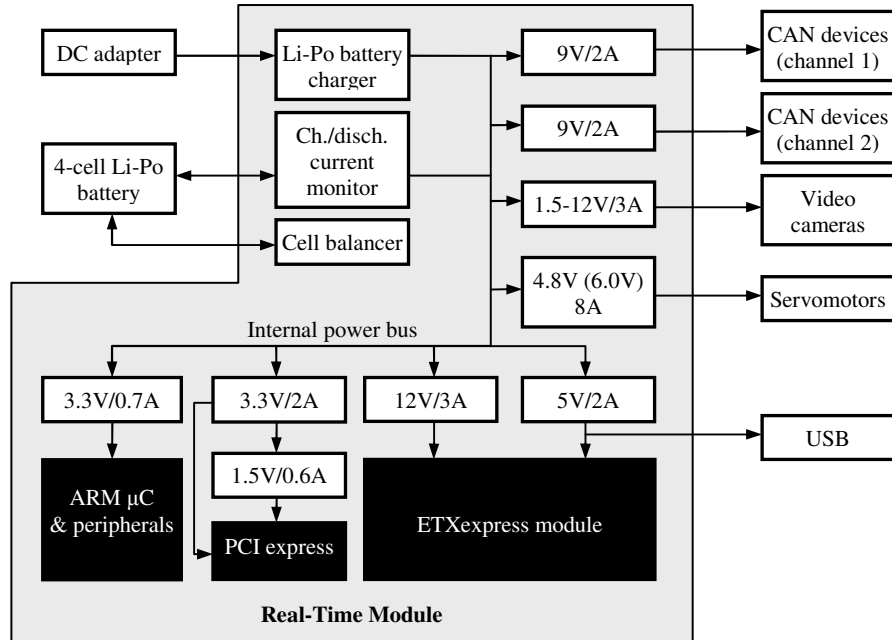 DC adapter
Li-Po battery
charger
9V/2A
CAN devices
(channel 1)
9V/2A
CAN devices
(channel 2)
4-cell Li-Po
battery
Ch./disch.
current
monitor
1.5-12V/3A
Video
cameras
Cell balancer
4.8V (6.0V)
8A
Servomotors
Internal power bus
3.3V/0.7A
3.3V/2A
12V/3A
5V/2A
USB
1.5V/0.6A
ARM µC
& peripherals
PCI express
ETXexpress module
Real-Time Module